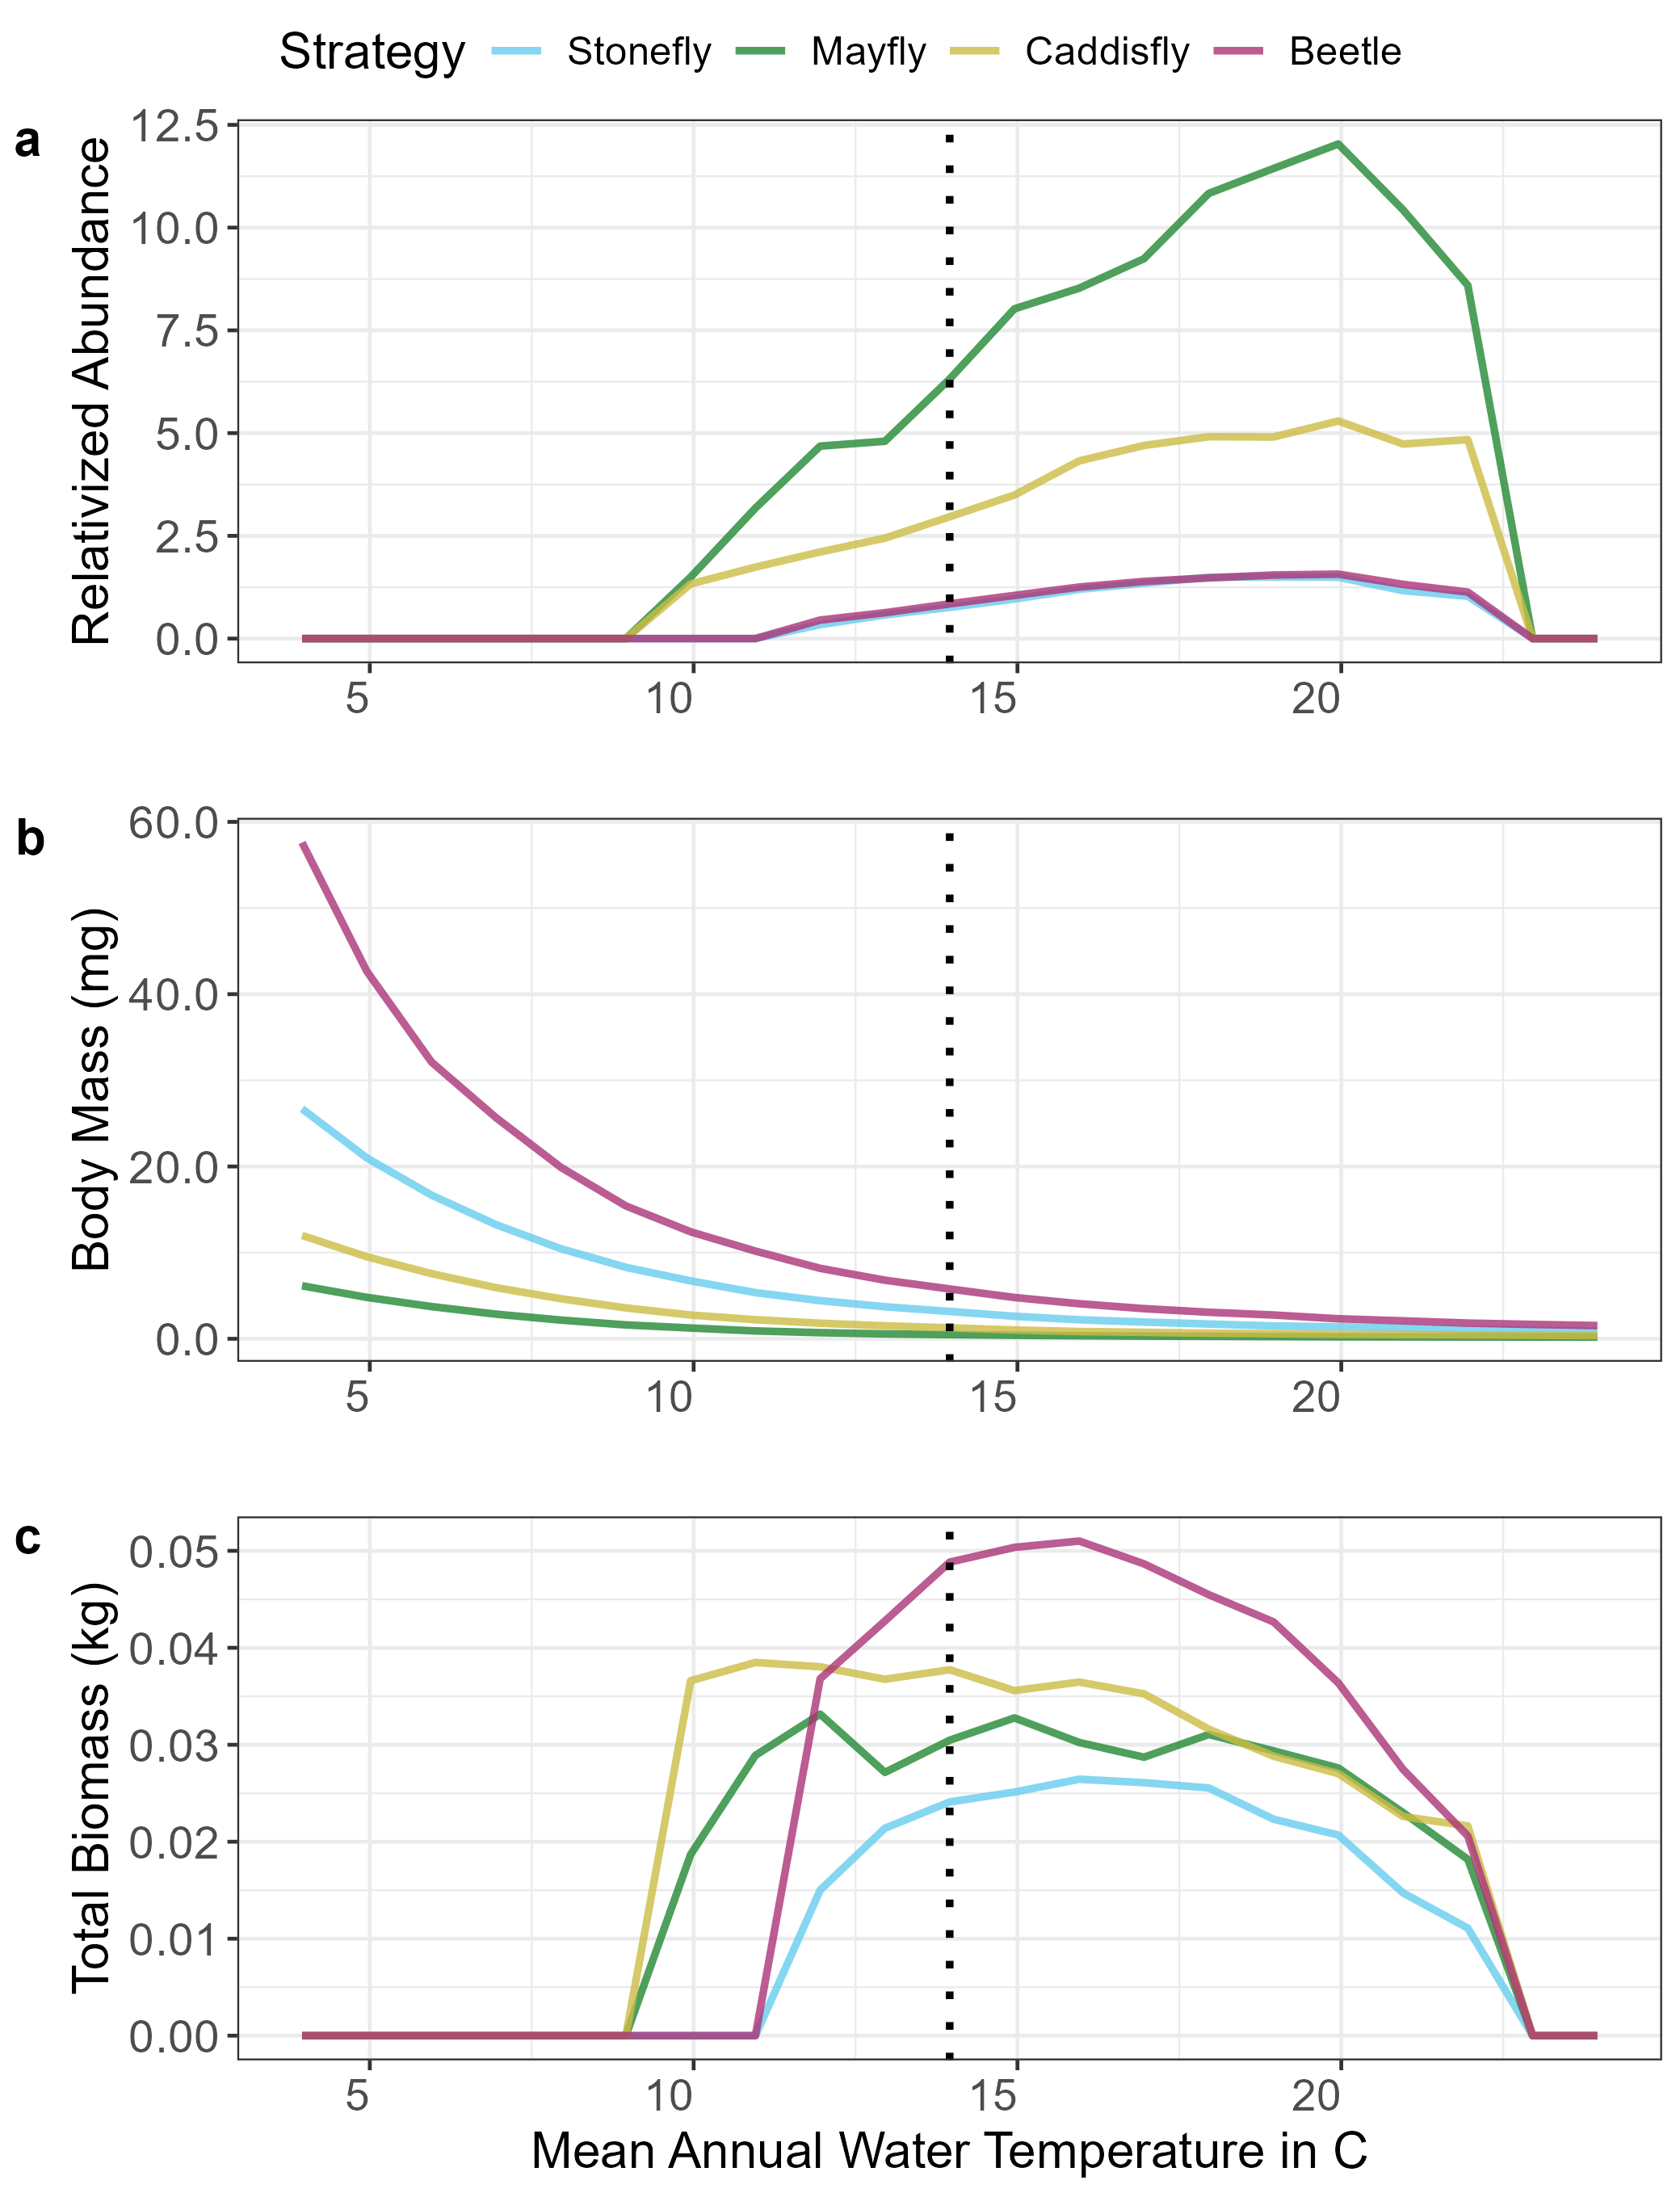 Strategy Stonefly Mayfly Caddisfly Beetle
a
Relativized Abundance
12.5
10.0
7.5
5.0
2.5
0.0
5 10 15 20
b
Body Mass (mg)
60.0
40.0
20.0
0.0
5 10 15 20
c
Total Biomass (kg)
0.05
0.04
0.03
0.02
0.01
0.00
5 10 15 20
Mean Annual Water Temperature in C